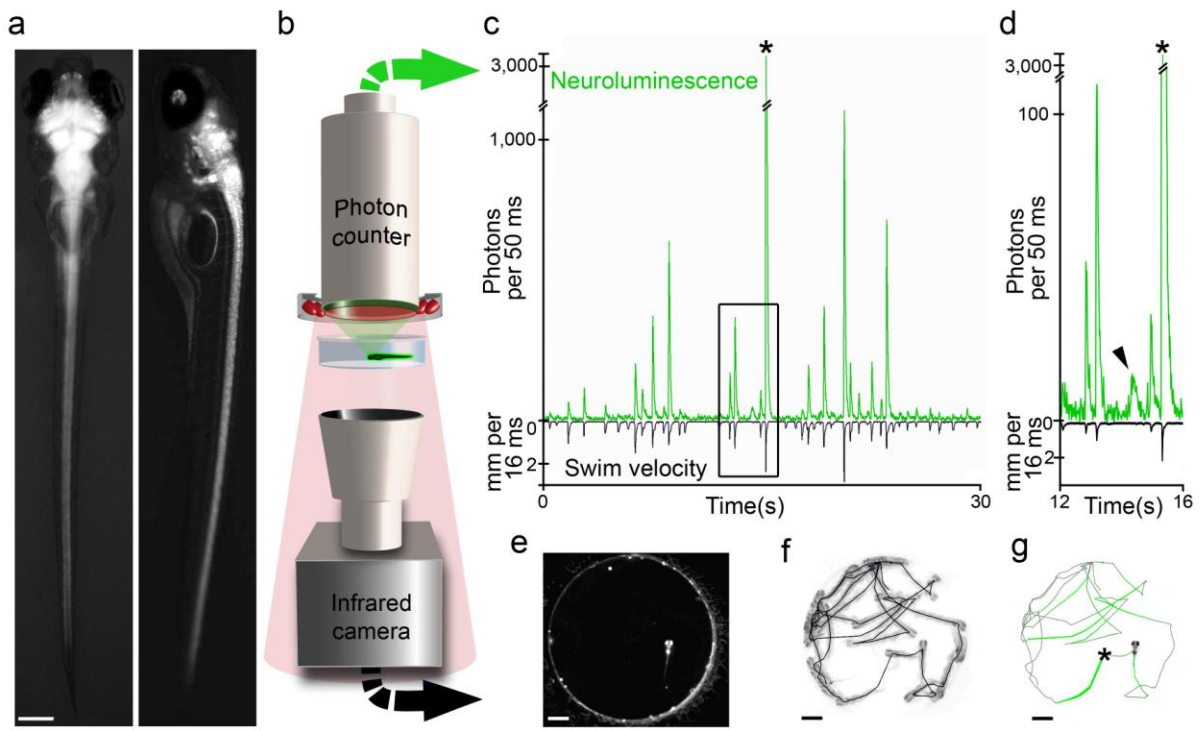 a
b
c
d
Photon
counter
Infrared
camera
3,000
Neuroluminescence
*
1,000
Photons
per 50 ms
0
mm per
16 ms
2
Swim velocity
0
Time(s)
30
3,000
*
100
Photons
per 50 ms
0
mm per
16 ms
2
12
Time(s)
16
e
f
g
*